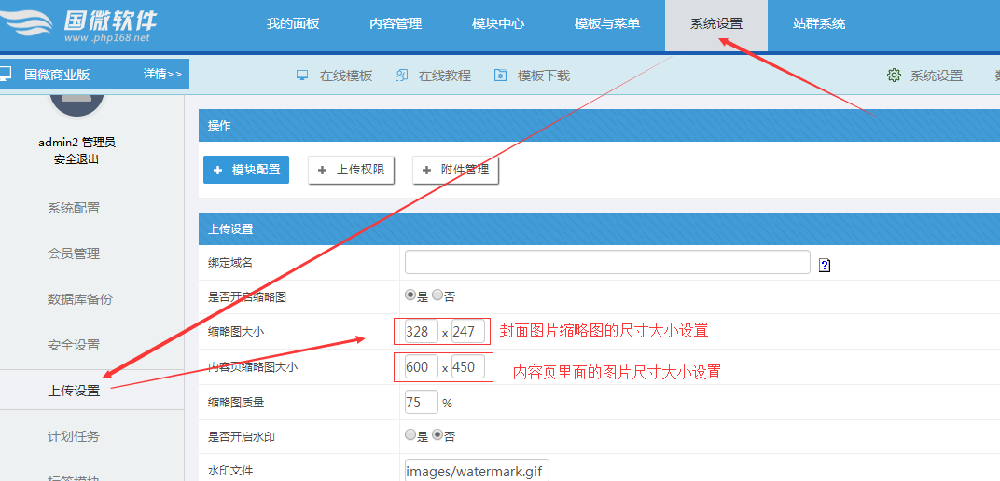 国微软件
www.php168.net
我的面板 内容管理 模块中心 模板与菜单 系统设置 站群系统
国微商业版 详情>>
在线模板 在线教程 模板下载 系统设置
admin2 管理员
安全退出
系统配置
会员管理
数据库备份
安全设置
上传设置
计划任务
标签模块
操作
模块配置 上传权限 附件管理
上传设置
绑定域名 ?
是否开启缩略图 是 否
缩略图大小 328 x 247 封面图片缩略图的尺寸大小设置
内容页缩略图大小 600 x 450 内容页里面的图片尺寸大小设置
缩略图质量 75 %
是否开启水印 是 否
水印文件 images/watermark.gif